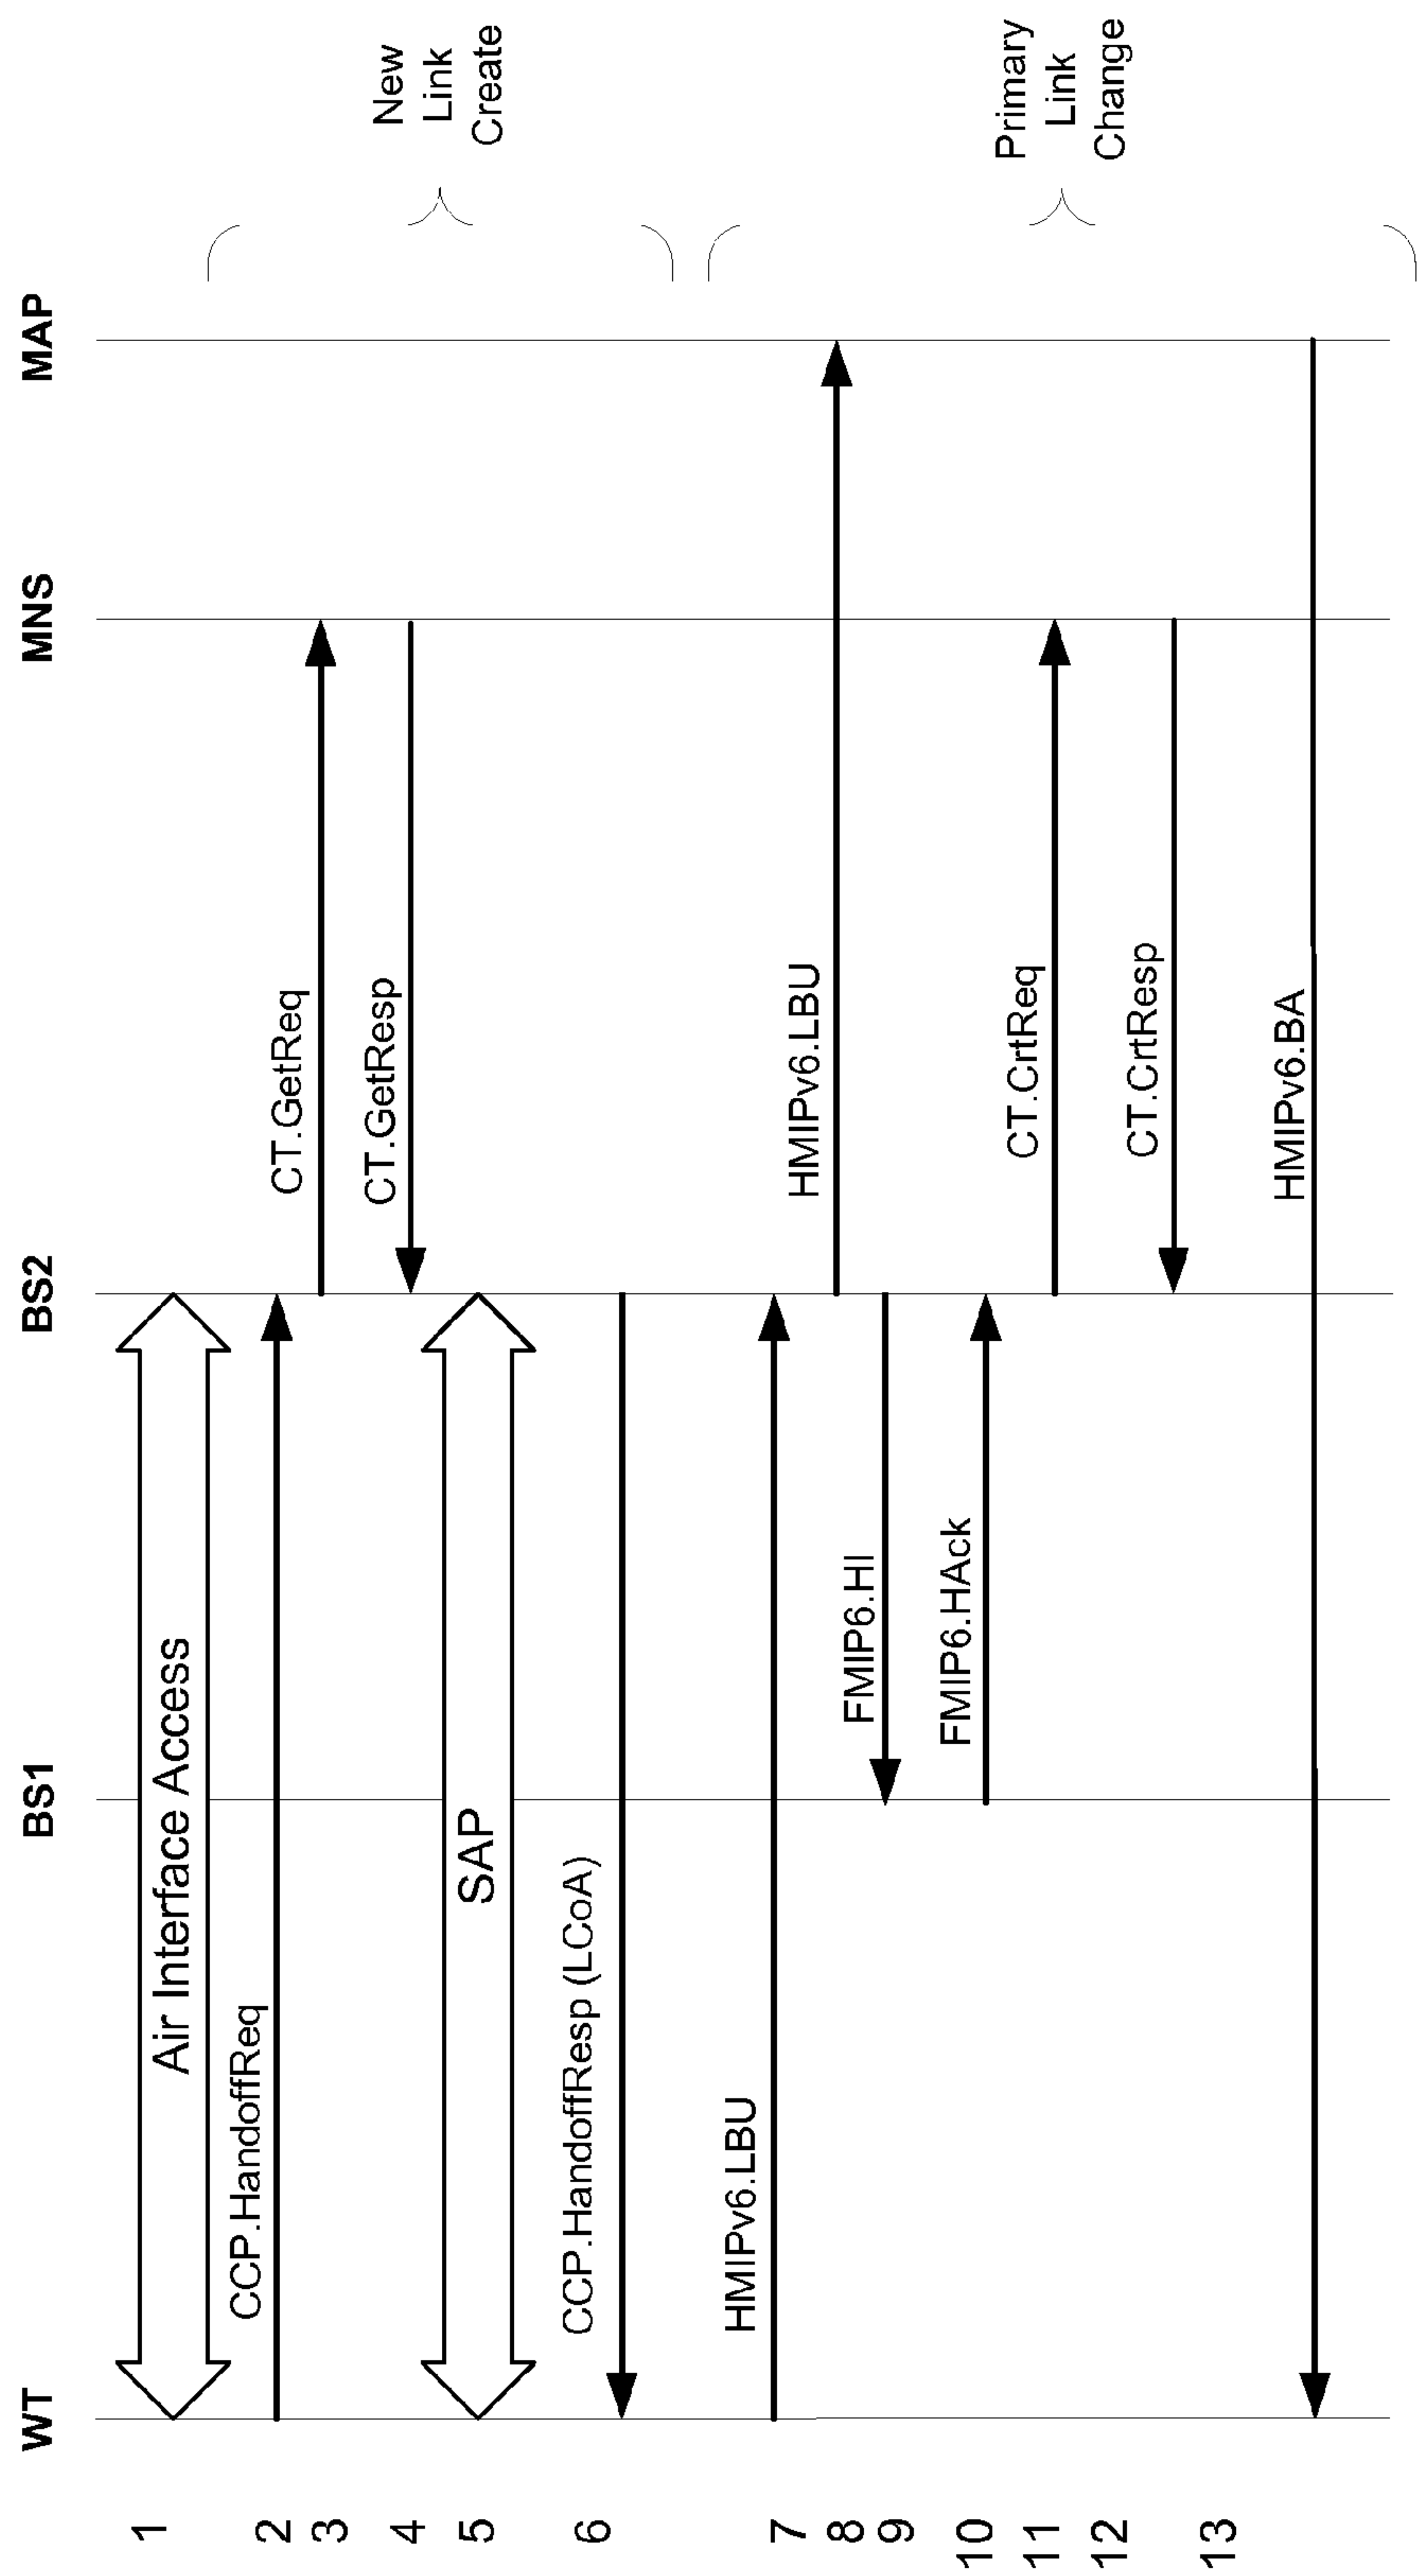 WT
BS1
BS2
MNS
MAP
1
Air Interface Access
2
CCP.HandoffReq
3
CT.GetReq
4
CT.GetResp
5
SAP
6
CCP.HandoffResp (LCoA)
New
Link
Create
7
HMIPv6.LBU
8
HMIPv6.LBU
9
FMIP6.HI
10
FMIP6.HAck
11
CT.CrtReq
12
CT.CrtResp
13
HMIPv6.BA
Primary
Link
Change